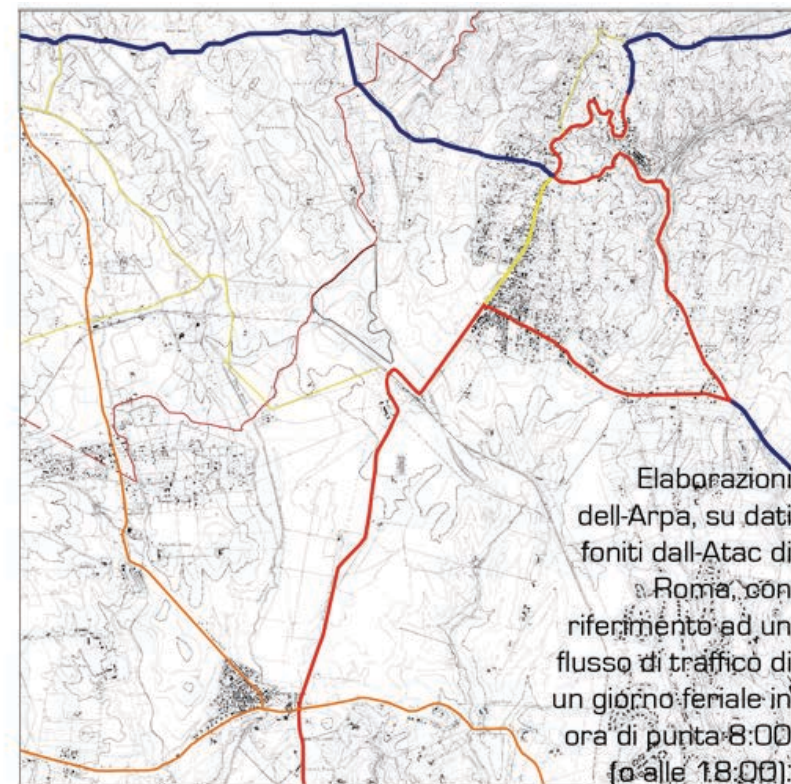 Elaborazioni
dell-Arpa, su dati
foniti dall-Atac di
Roma, con
riferimento ad un
flusso di traffico di
un giorno feriale in
ora di punta 8:00
(o alle 18:00):